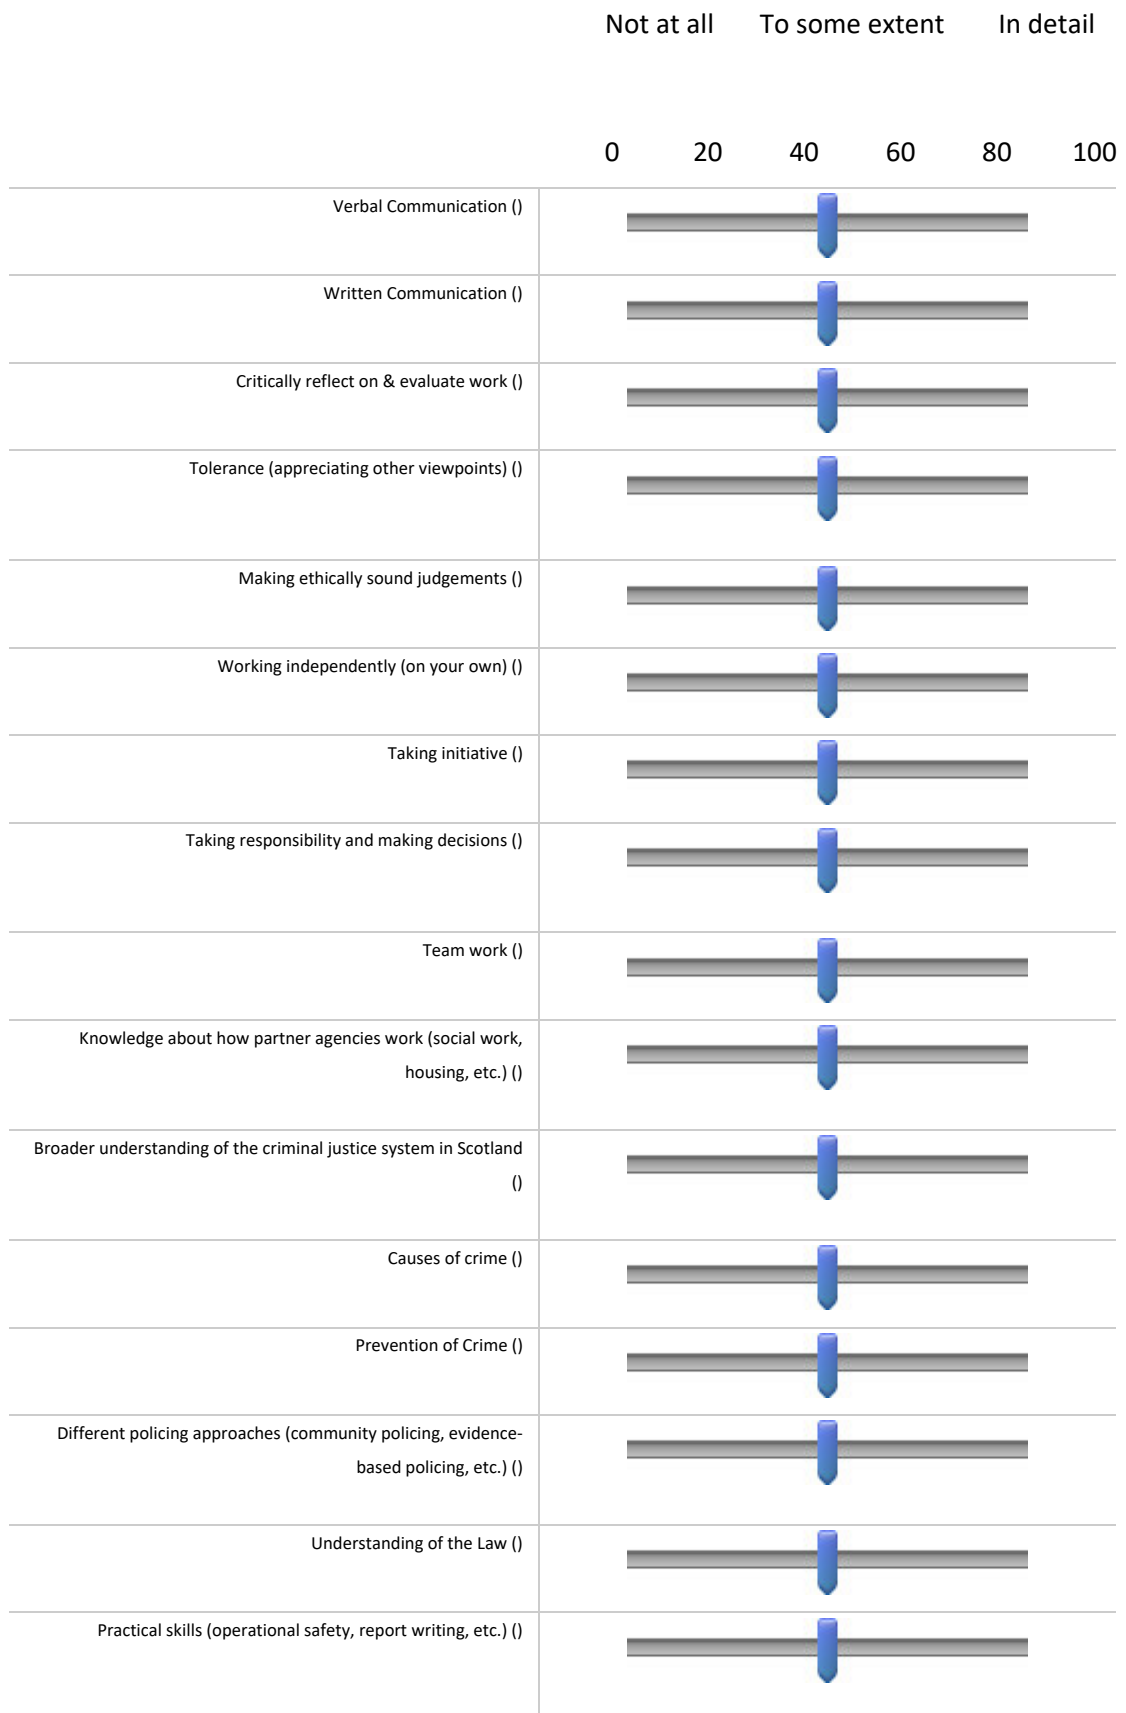 Not at all To some extent In detail
0 20 40 60 80 100
Verbal Communication ()
Written Communication ()
Critically reflect on & evaluate work ()
Tolerance (appreciating other viewpoints) ()
Making ethically sound judgements ()
Working independently (on your own) ()
Taking initiative ()
Taking responsibility and making decisions ()
Team work ()
Knowledge about how partner agencies work (social work,
housing, etc.) ()
Broader understanding of the criminal justice system in Scotland
()
Causes of crime ()
Prevention of Crime ()
Different policing approaches (community policing, evidence-
based policing, etc.) ()
Understanding of the Law ()
Practical skills (operational safety, report writing, etc.) ()